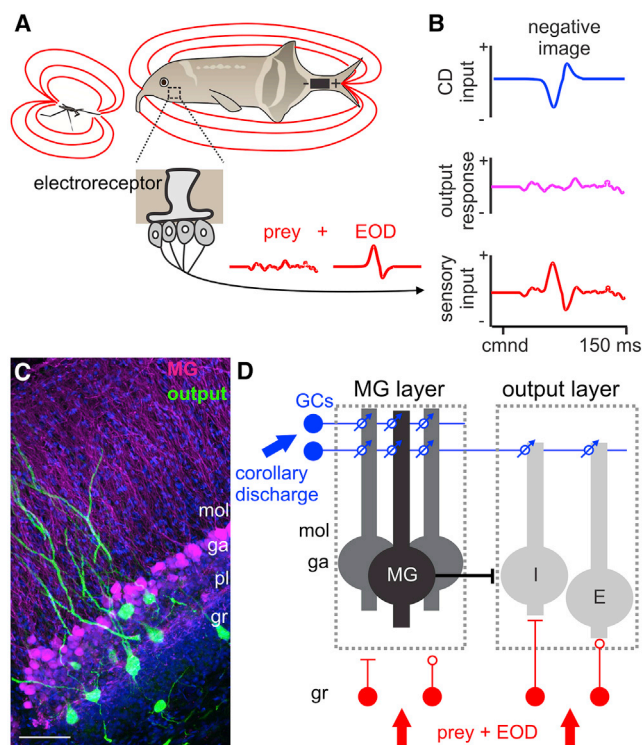 A
- +
electroreceptor
prey + EOD
B
negative
image
+
CD
input
-
+
output
response
-
+
sensory
input
-
cmnd 150 ms
C
MG
output
mol
ga
pl
gr
D
MG layer output layer
GCs
corollary
discharge
mol
ga
MG
I
E
gr
prey + EOD